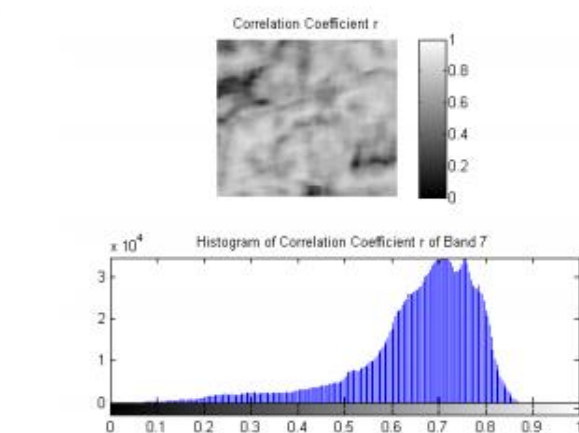 Correlation Coefficient r
1
0.8
0.6
0.4
0.2
0
x 10^4
Histogram of Correlation Coefficient r of Band 7
3
2
1
0
0 0.1 0.2 0.3 0.4 0.5 0.6 0.7 0.8 0.9 1